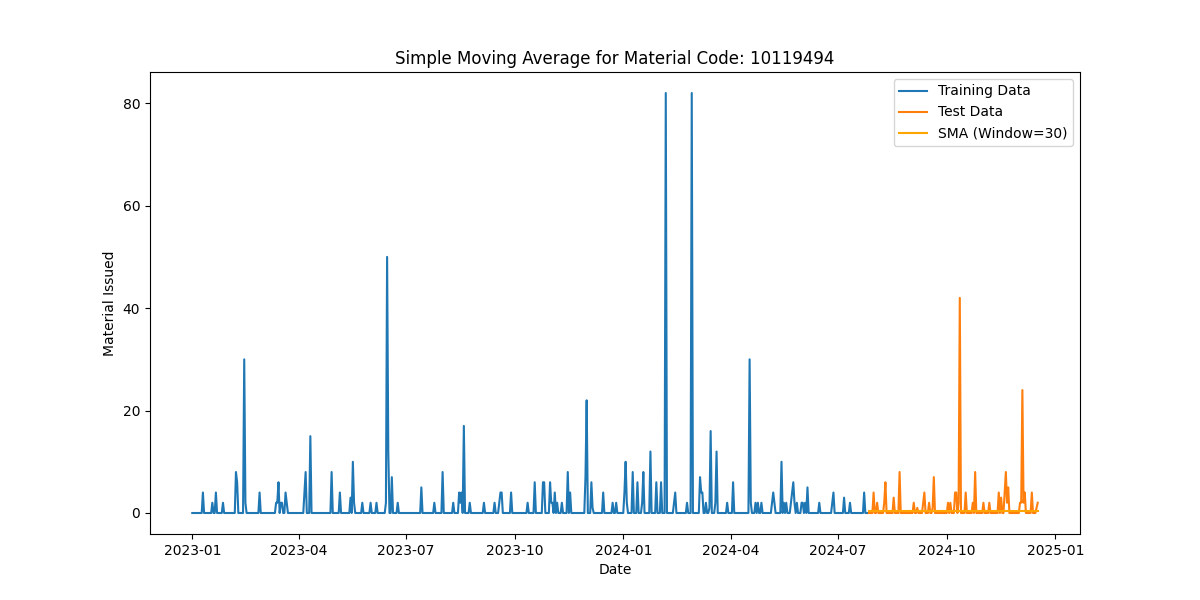 Simple Moving Average for Material Code: 10119494
Training Data
Test Data
SMA (Window=30)
Material Issued
80
60
40
20
0
2023-01 2023-04 2023-07 2023-10 2024-01 2024-04 2024-07 2024-10 2025-01
Date